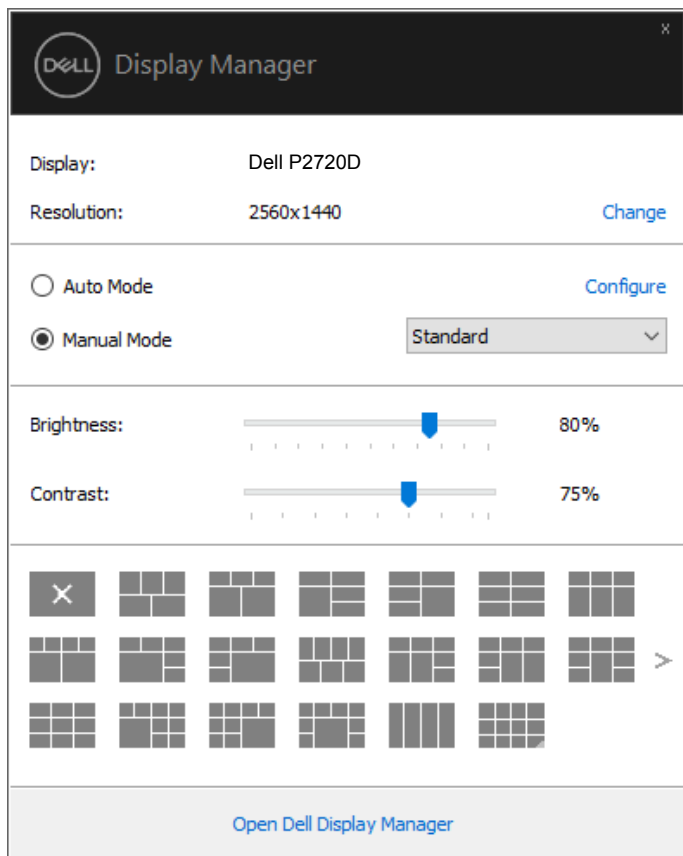 x
DELL Display Manager
Display: Dell P2720D
Resolution: 2560x1440 Change
Auto Mode Configure
Manual Mode Standard
Brightness: 80%
Contrast: 75%
Open Dell Display Manager